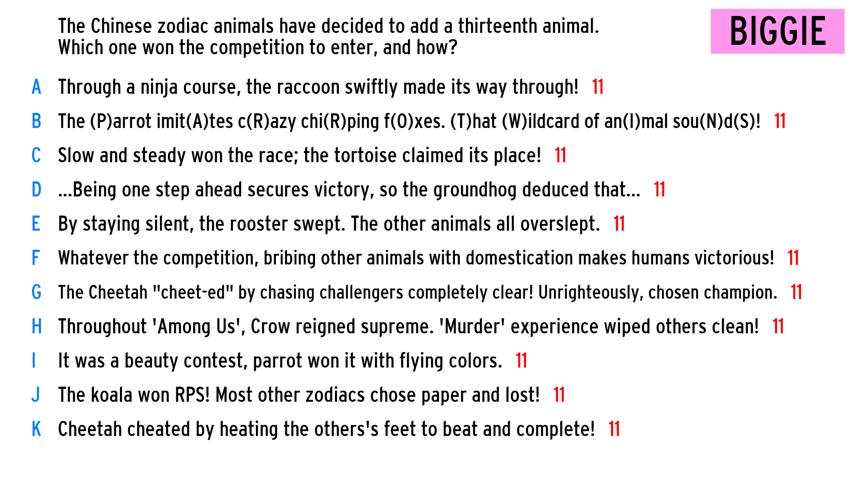 The Chinese zodiac animals have decided to add a thirteenth animal.
Which one won the competition to enter, and how?
BIGGIE
A Through a ninja course, the raccoon swiftly made its way through! 11
B The (P)arrot imit(A)tes c(R)azy chi(R)ping f(O)xes. (T)hat (W)ildcard of an(I)mal sou(N)d(S)! 11
C Slow and steady won the race; the tortoise claimed its place! 11
D ...Being one step ahead secures victory, so the groundhog deduced that... 11
E By staying silent, the rooster swept. The other animals all overslept. 11
F Whatever the competition, bribing other animals with domestication makes humans victorious! 11
G The Cheetah "cheet-ed" by chasing challengers completely clear! Unrighteously, chosen champion. 11
H Throughout 'Among Us', Crow reigned supreme. 'Murder' experience wiped others clean! 11
I It was a beauty contest, parrot won it with flying colors. 11
J The koala won RPS! Most other zodiacs chose paper and lost! 11
K Cheetah cheated by heating the others's feet to beat and complete! 11